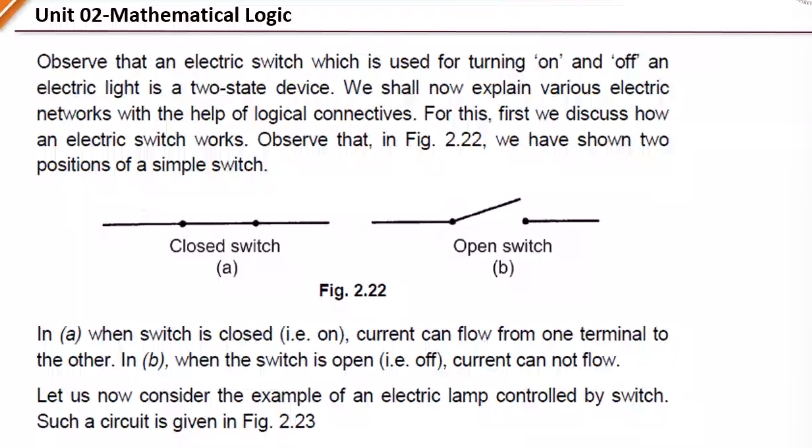 Unit 02-Mathematical Logic
Observe that an electric switch which is used for turning ‘on’ and ‘off’ an
electric light is a two-state device. We shall now explain various electric
networks with the help of logical connectives. For this, first we discuss how
an electric switch works. Observe that, in Fig. 2.22, we have shown two
positions of a simple switch.
Closed switch
(a)
Open switch
(b)
Fig. 2.22
In (a) when switch is closed (i.e. on), current can flow from one terminal to
the other. In (b), when the switch is open (i.e. off), current can not flow.
Let us now consider the example of an electric lamp controlled by switch.
Such a circuit is given in Fig. 2.23